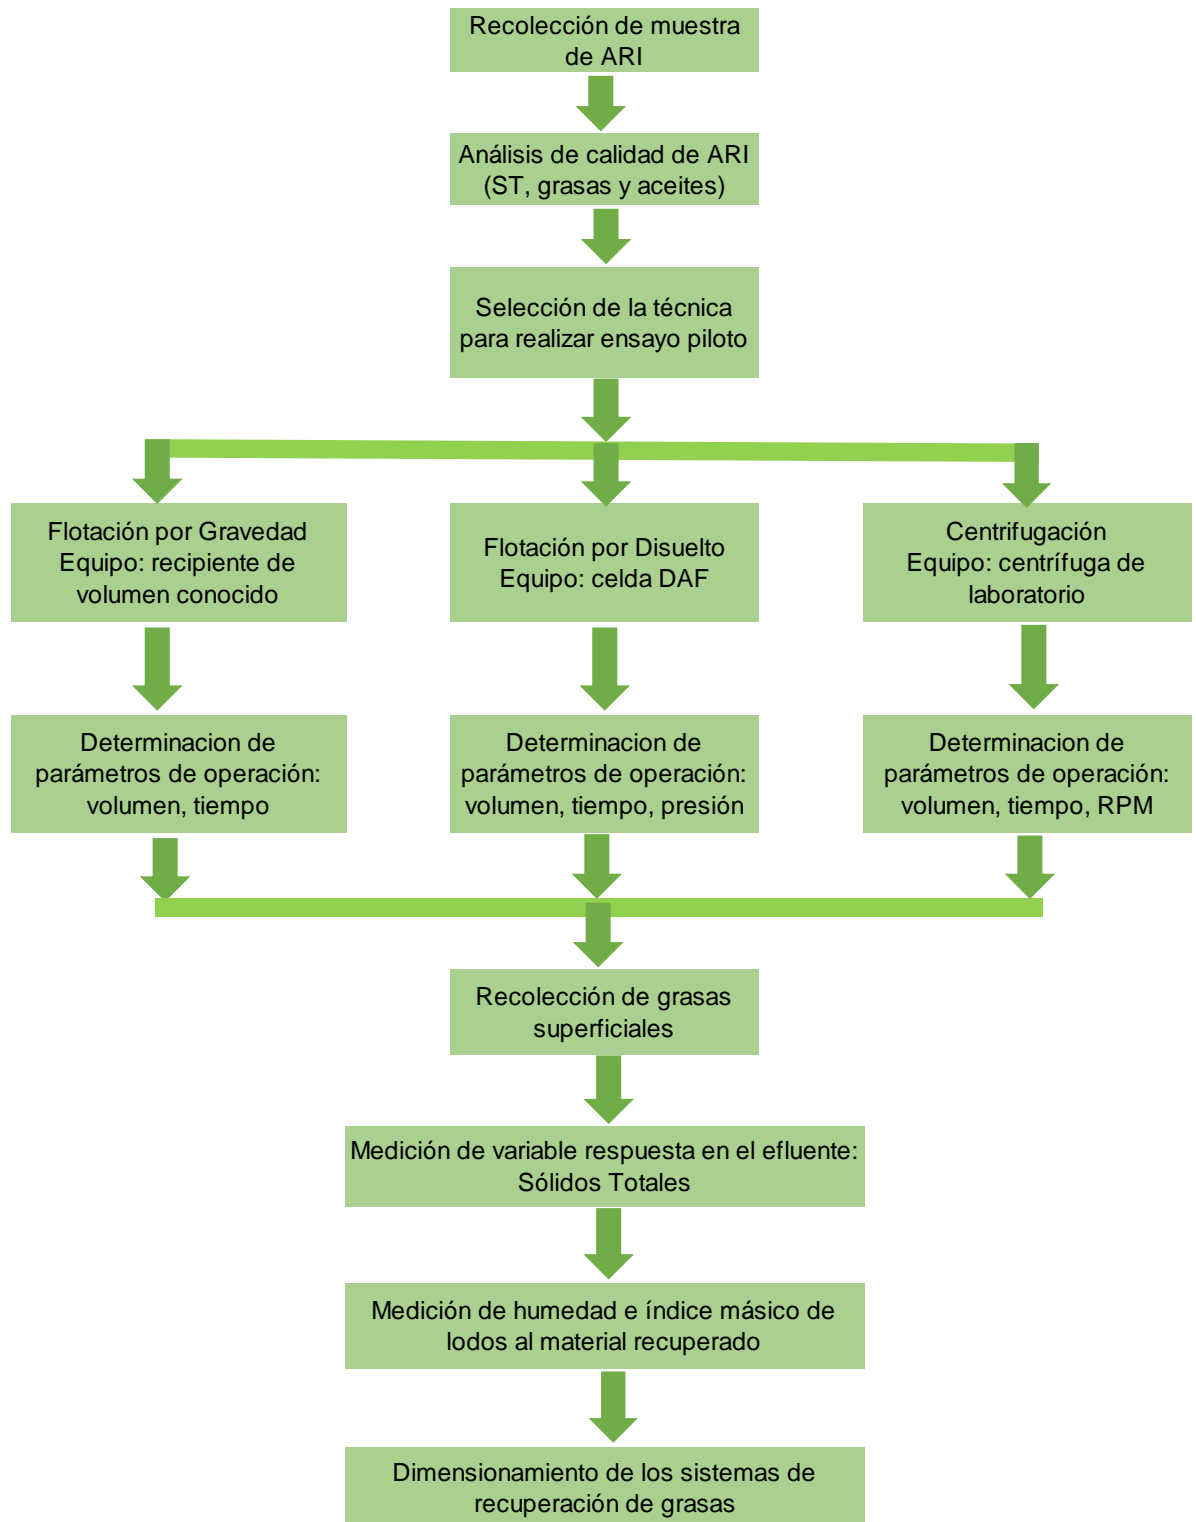 Recolección de muestra
de ARI
Análisis de calidad de ARI
(ST, grasas y aceites)
Selección de la técnica
para realizar ensayo piloto
Flotación por Gravedad
Equipo: recipiente de
volumen conocido
Flotación por Disuelto
Equipo: celda DAF
Centrifugación
Equipo: centrífuga de
laboratorio
Determinacion de
parámetros de operación:
volumen, tiempo
Determinacion de
parámetros de operación:
volumen, tiempo, presión
Determinacion de
parámetros de operación:
volumen, tiempo, RPM
Recolección de grasas
superficiales
Medición de variable respuesta en el efluente:
Sólidos Totales
Medición de humedad e índice másico de
lodos al material recuperado
Dimensionamiento de los sistemas de
recuperación de grasas